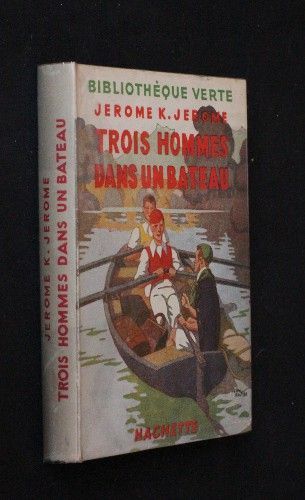 BIBLIOTHÈQUE VERTE
JEROME K. JEROME
TROIS HOMMES
DANS UN BATEAU
HACHETTE
JEROME K. JEROME
TROIS HOMMES DANS UN BATEAU